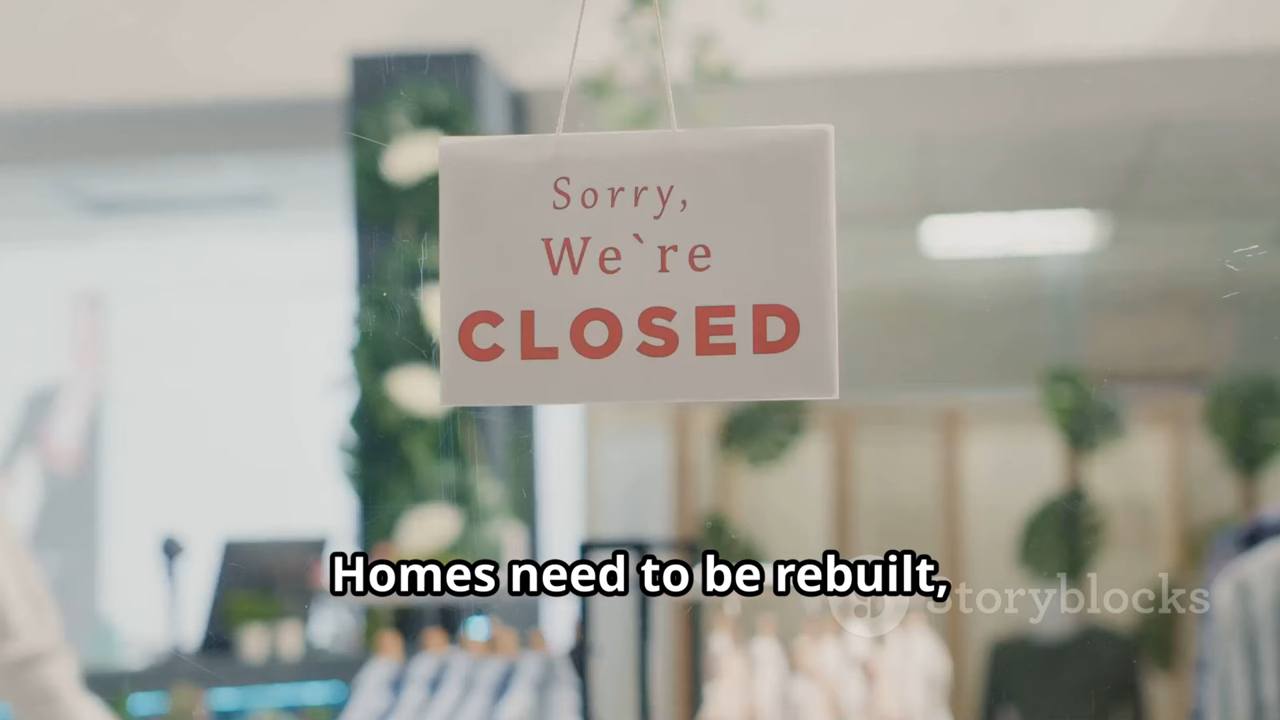 Sorry,
We`re
CLOSED
Homes need to be rebuilt,
storyblocks